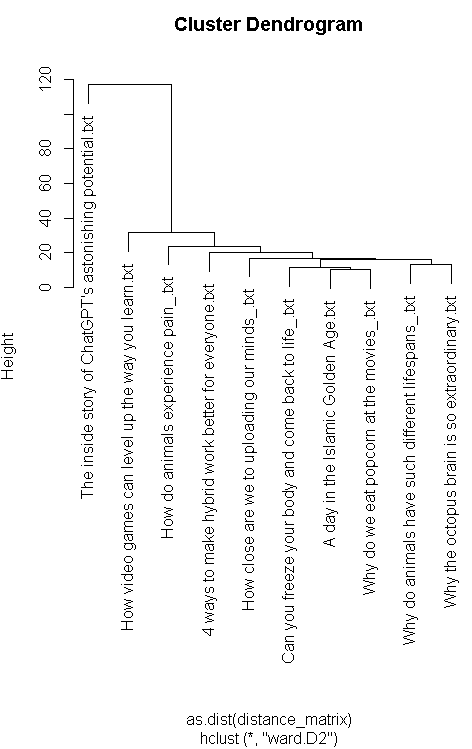 Cluster Dendrogram
Height
0
20
40
60
80
120
The inside story of ChatGPT's astonishing potential.txt
How video games can level up the way you learn.txt
How do animals experience pain_.txt
4 ways to make hybrid work better for everyone.txt
How close are we to uploading our minds_.txt
Can you freeze your body and come back to life_.txt
A day in the Islamic Golden Age.txt
Why do we eat popcorn at the movies_.txt
Why do animals have such different lifespans_.txt
Why the octopus brain is so extraordinary.txt
as.dist(distance_matrix)
hclust (*, "ward.D2")